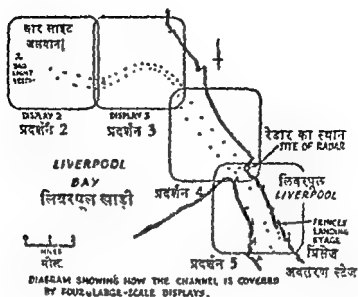 बार लाइट
जलयान
BAR
LIGHT
DISPLAY 2
प्रदर्शन 2
DISPLAY 3
प्रदर्शन 3
रेडार का स्थान
SITE OF RADAR
LIVERPOOL
BAY
लिवरपूल खाड़ी
प्रदर्शन 4
लिवरपूल
LIVERPOOL
PRINCES
LANDING
STAGE
प्रिंसेज
अवतरण स्टेज
MILES
मील
प्रदर्शन 5
DIAGRAM SHOWING HOW THE CHANNEL IS COVERED
BY FOUR LARGE-SCALE DISPLAYS.